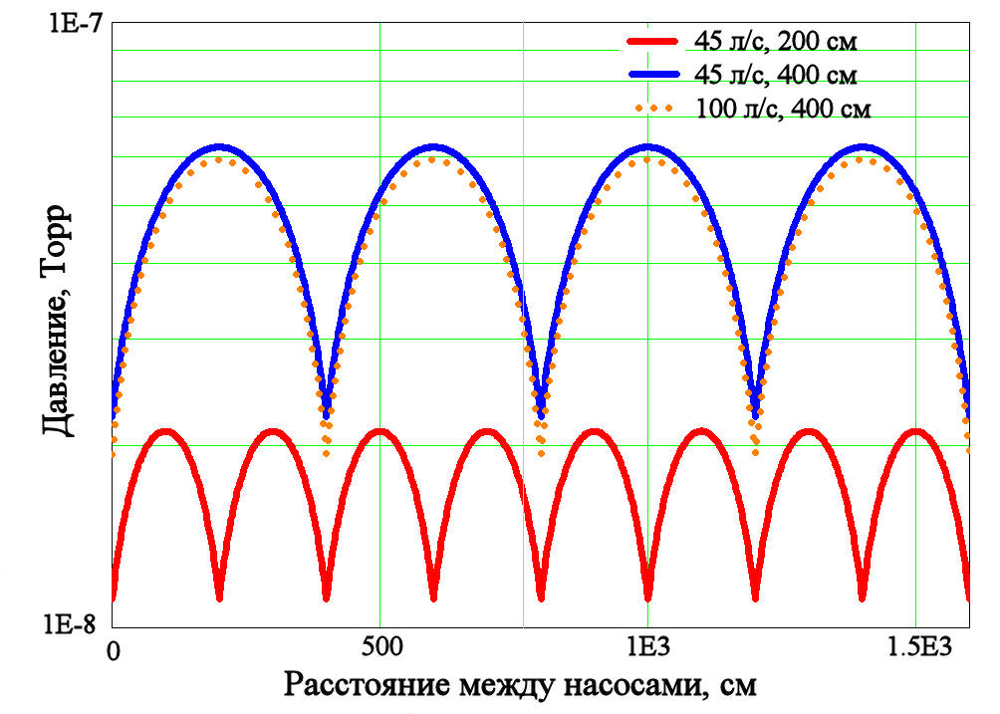 1E-7
45 л/с, 200 см
45 л/с, 400 см
100 л/с, 400 см
Давление, Торр
1E-8
0
500
1E3
1.5E3
Расстояние между насосами, см